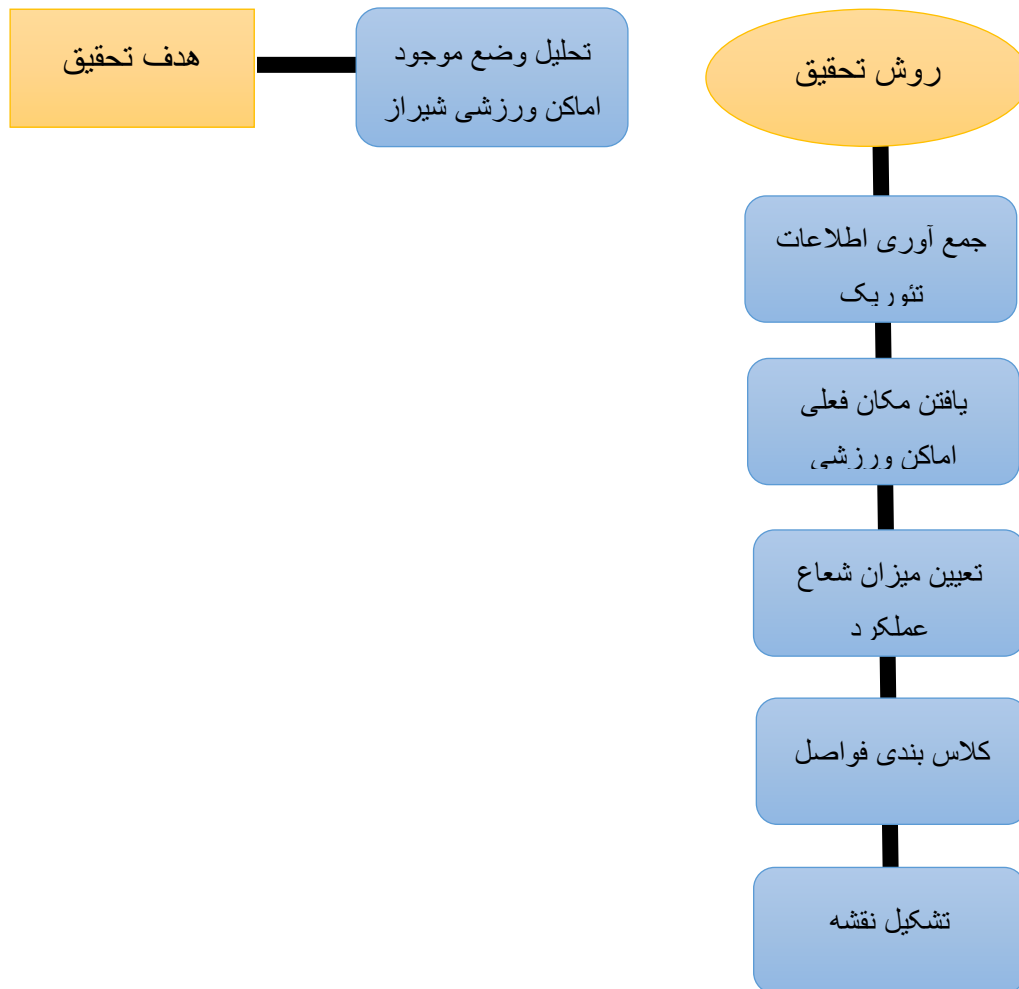 روش تحقیق
جمع آوری اطلاعات
تئوریک
یافتن مکان فعلی
اماکن ورزشی
تعیین میزان شعاع
عملکرد
کلاس بندی فواصل
تشکیل نقشه
هدف تحقیق
تحلیل وضع موجود
اماکن ورزشی شیراز